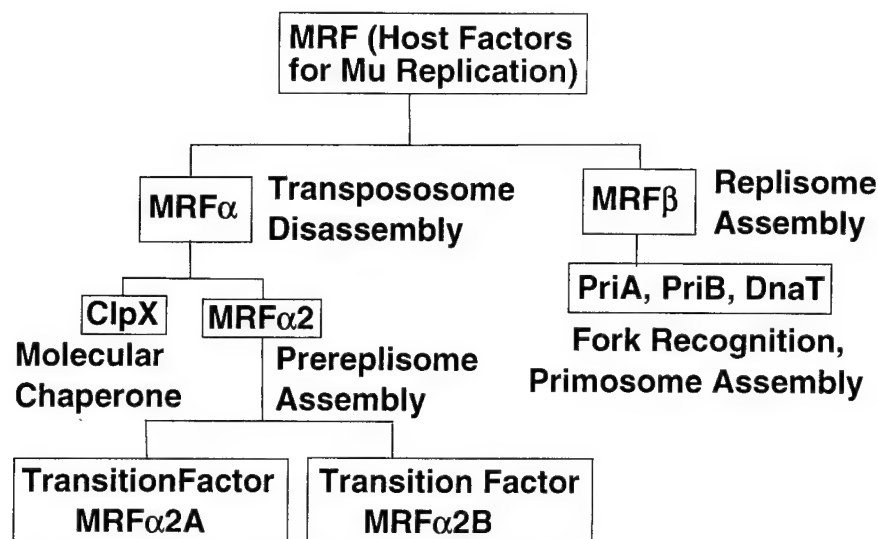 MRF (Host Factors
for Mu Replication)
MRFα
Transpososome
Disassembly
MRFβ
Replisome
Assembly
ClpX
MRFα2
PriA, PriB, DnaT
Molecular
Chaperone
Prereplisome
Assembly
Fork Recognition,
Primosome Assembly
TransitionFactor
MRFα2A
Transition Factor
MRFα2B